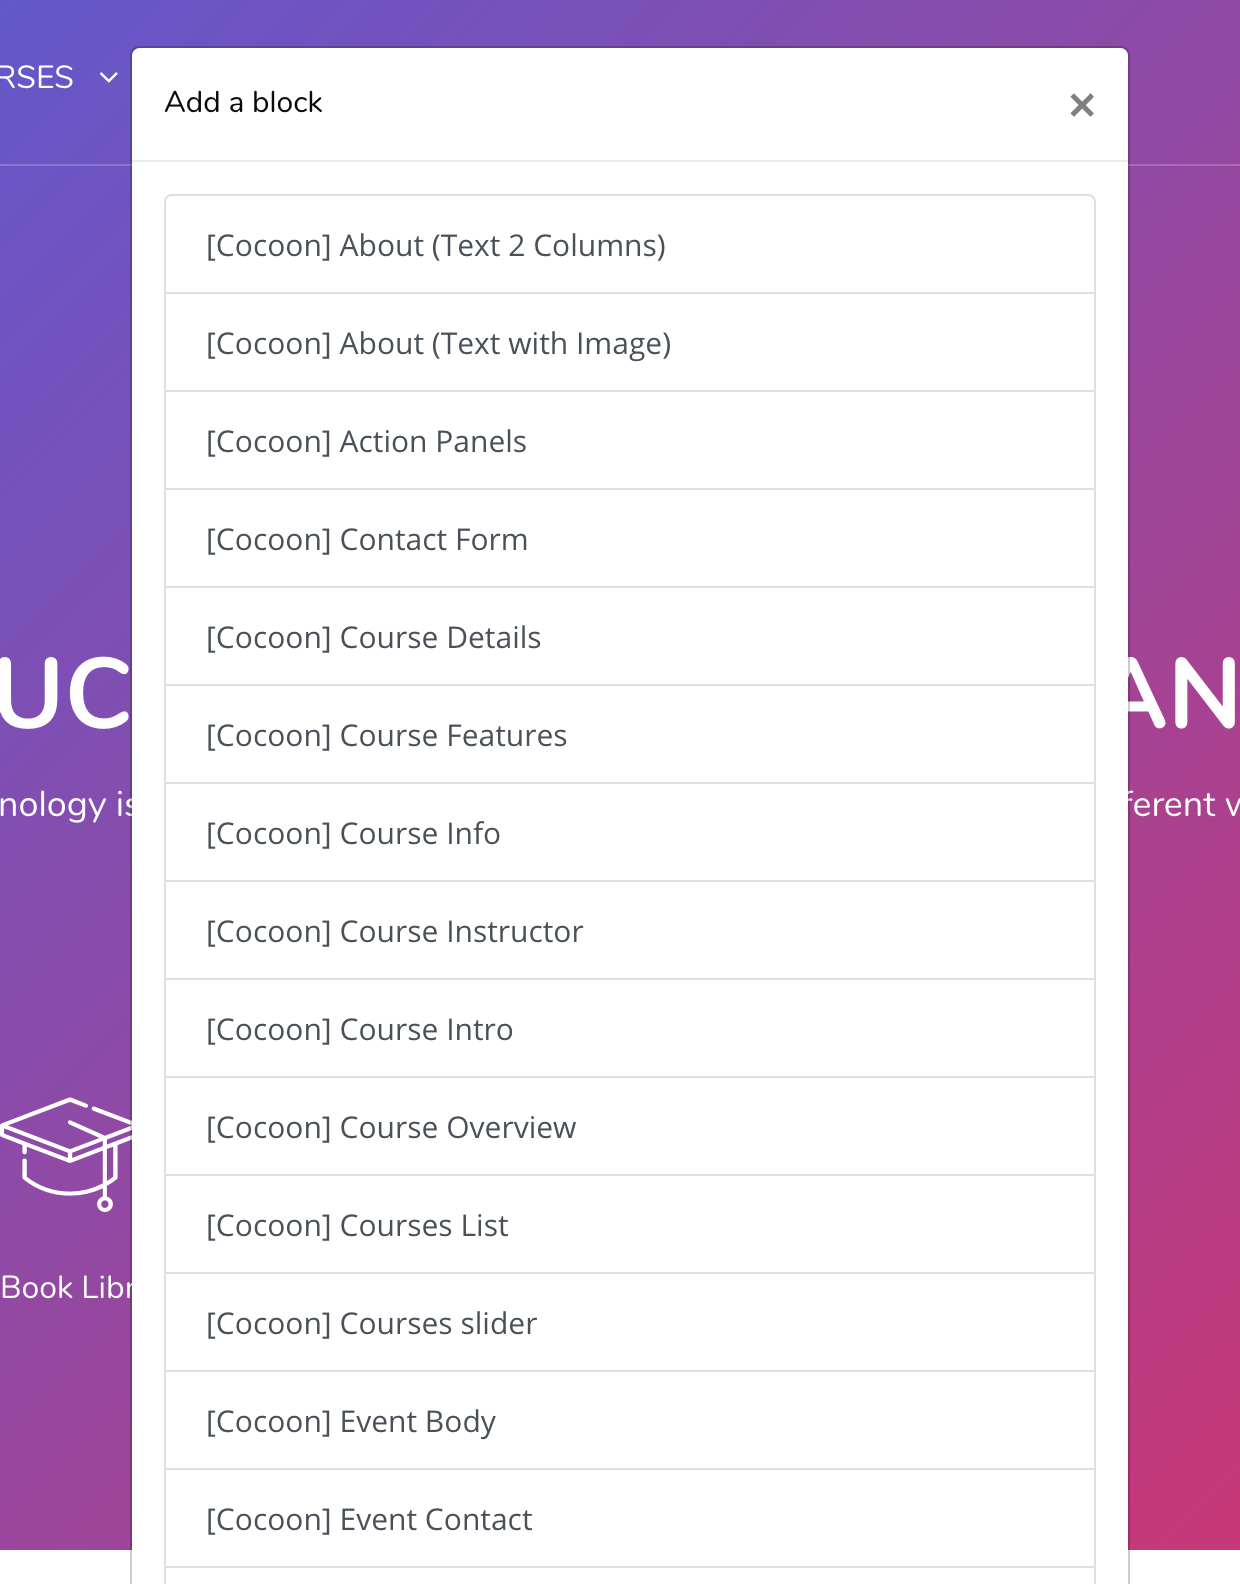 RSES
Add a block
[Cocoon] About (Text 2 Columns)
[Cocoon] About (Text with Image)
[Cocoon] Action Panels
[Cocoon] Contact Form
[Cocoon] Course Details
UC
AN
[Cocoon] Course Features
nology is
ferent
[Cocoon] Course Info
[Cocoon] Course Instructor
[Cocoon] Course Intro
[Cocoon] Course Overview
[Cocoon] Courses List
Book Libr
[Cocoon] Courses slider
[Cocoon] Event Body
[Cocoon] Event Contact